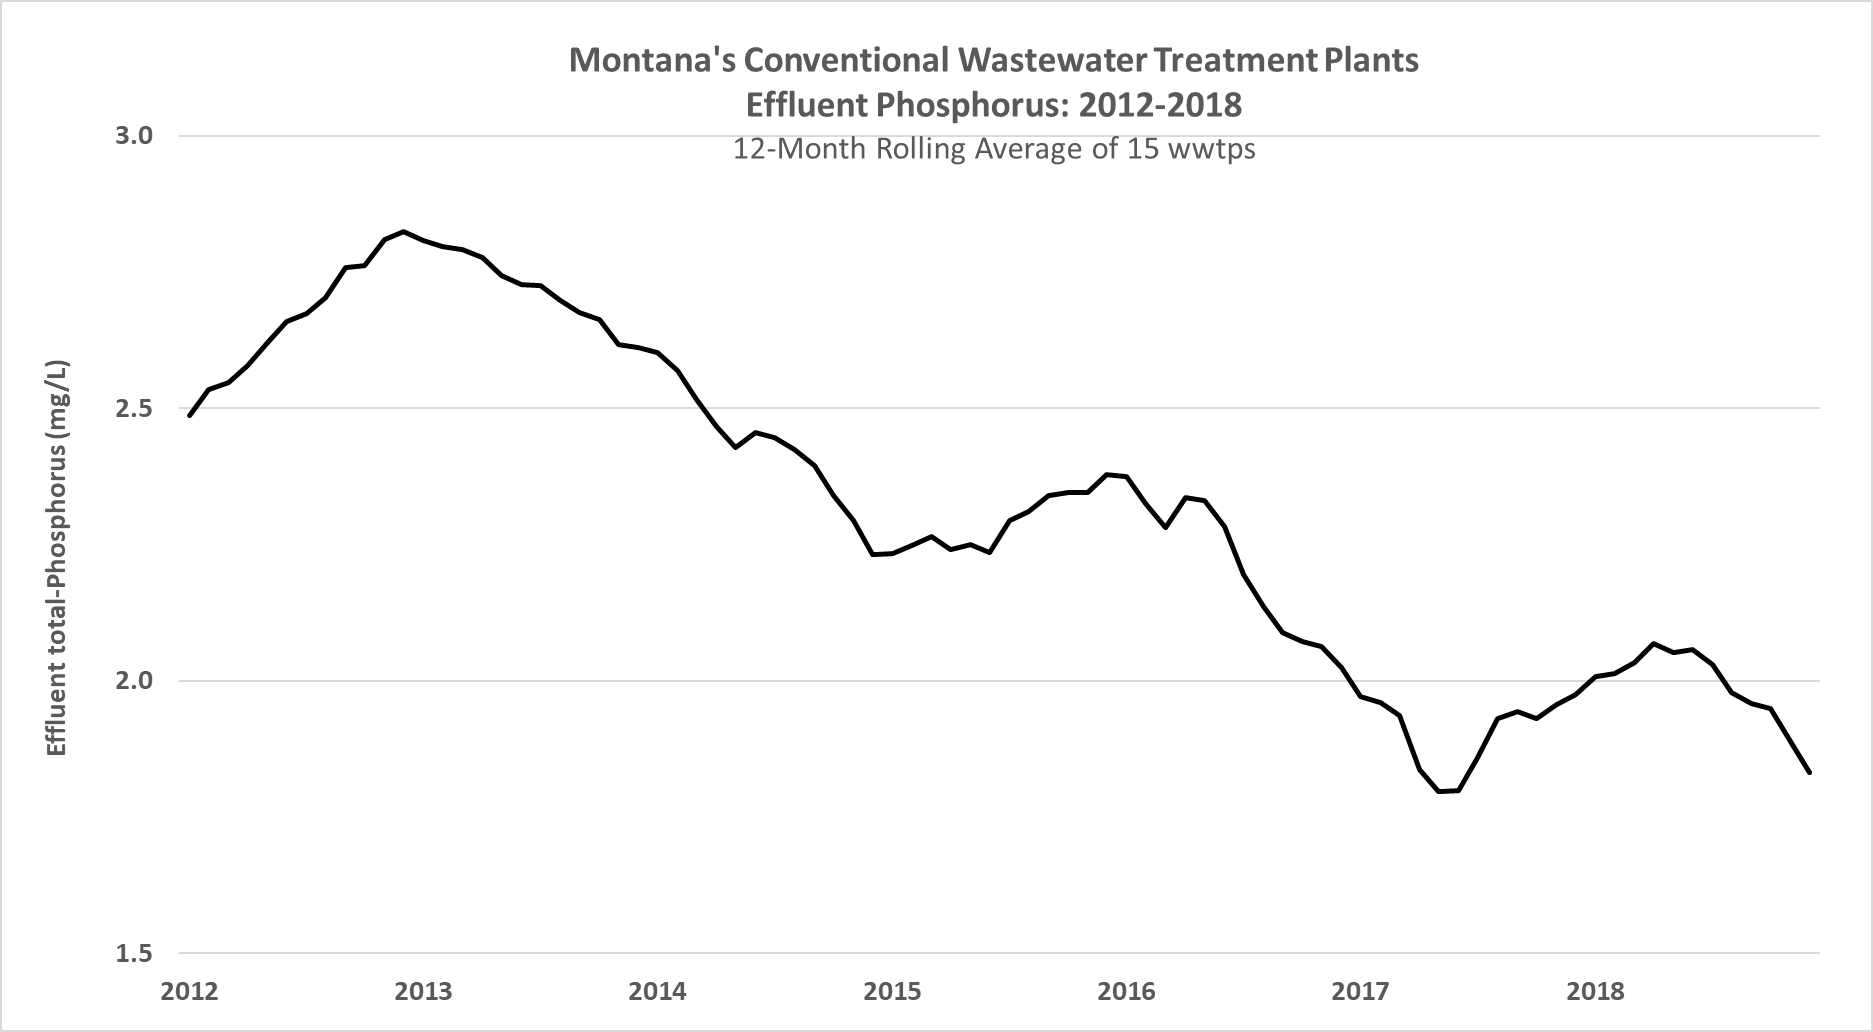 Montana's Conventional Wastewater Treatment Plants
Effluent Phosphorus: 2012-2018
12-Month Rolling Average of 15 wwtps
Effluent total-Phosphorus (mg/L)
3.0
2.5
2.0
1.5
2012 2013 2014 2015 2016 2017 2018